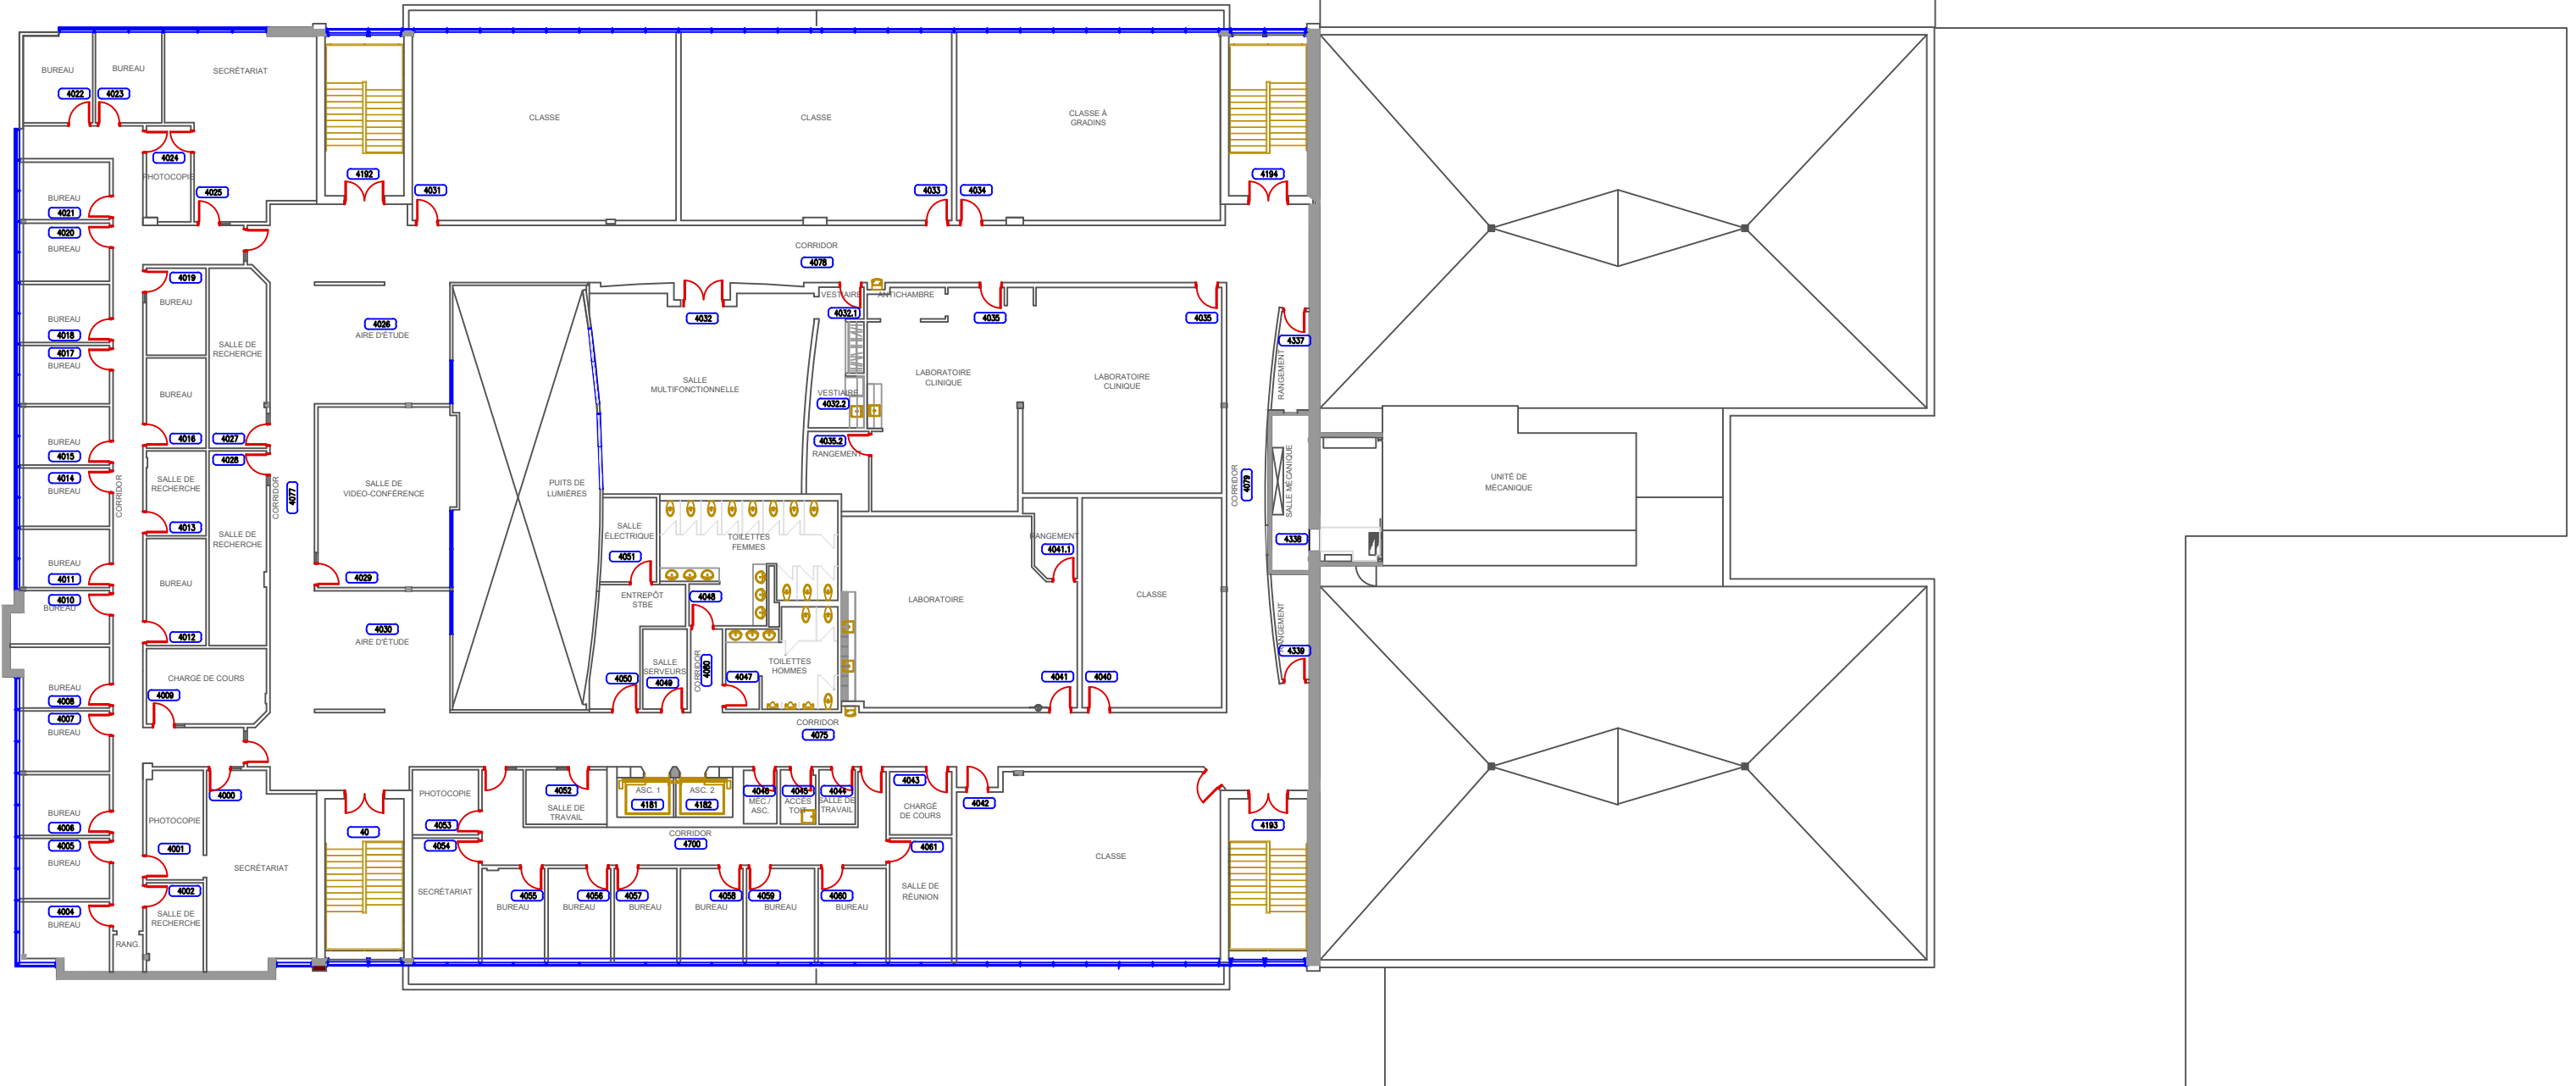 BUREAU
4022
BUREAU
4023
SECRÉTARIAT
4024
PHOTOCOPIE
4025
4192
4031
CLASSE
CLASSE
4033
4034
CLASSE À
GRADINS
4194
BUREAU
4021
4020
BUREAU
BUREAU
4018
4017
BUREAU
BUREAU
4015
4014
BUREAU
BUREAU
4011
4010
BUREAU
BUREAU
4008
4007
BUREAU
BUREAU
4006
4005
BUREAU
4004
BUREAU
CORRIDOR
4019
BUREAU
SALLE DE
RECHERCHE
BUREAU
4016
4027
4028
SALLE DE
RECHERCHE
4013
SALLE DE
RECHERCHE
BUREAU
4012
CHARGÉ DE COURS
4009
CORRIDOR
4077
4026
AIRE D'ÉTUDE
SALLE DE
VIDEO-CONFÉRENCE
4029
4030
AIRE D'ÉTUDE
PUITS DE
LUMIÈRES
CORRIDOR
4078
4032
SALLE
MULTIFONCTIONNELLE
VESTIAIRE
4032.1
ANTICHAMBRE
VESTIAIRE
4032.2
4035.2
RANGEMENT
4035
LABORATOIRE
CLINIQUE
4035
LABORATOIRE
CLINIQUE
4337
RANGEMENT
SALLE MÉCANIQUE
CORRIDOR
4079
4338
UNITÉ DE
MÉCANIQUE
RANGEMENT
4339
SALLE
ÉLECTRIQUE
4051
TOILETTES
FEMMES
ENTREPÔT
STBE
4048
SALLE
SERVEURS
4049
4050
CORRIDOR
4080
4047
TOILETTES
HOMMES
LABORATOIRE
RANGEMENT
4041.1
4041
4040
CLASSE
CORRIDOR
4075
4000
PHOTOCOPIE
4001
4002
SALLE DE
RECHERCHE
RANG.
SECRÉTARIAT
40
PHOTOCOPIE
4053
4054
SECRÉTARIAT
4052
SALLE DE
TRAVAIL
ASC. 1
4181
ASC. 2
4182
4046
MÉC./
ASC.
4045
ACCÈS
TOIT
4044
SALLE DE
TRAVAIL
4043
CHARGÉ
DE COURS
4042
4193
CORRIDOR
4700
4061
SALLE DE
RÉUNION
CLASSE
4055
BUREAU
4056
BUREAU
4057
BUREAU
4058
BUREAU
4059
BUREAU
4060
BUREAU